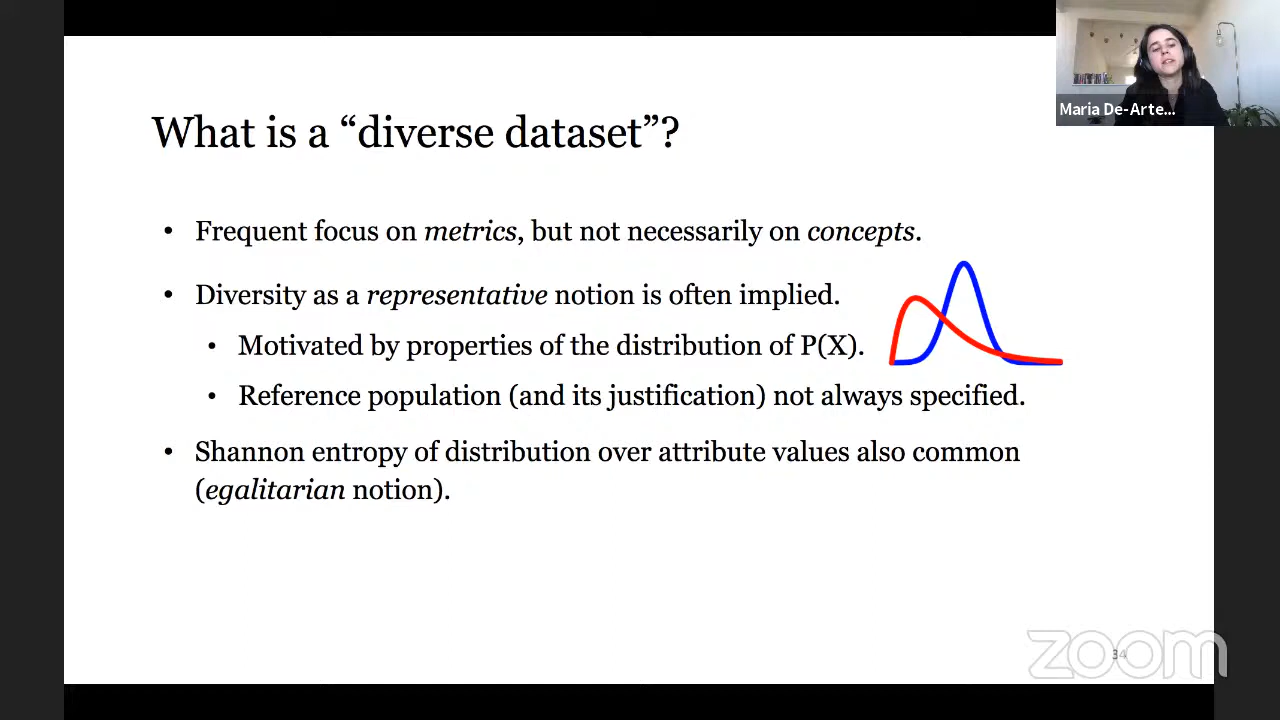 What is a “diverse dataset”?
• Frequent focus on metrics, but not necessarily on concepts.
• Diversity as a representative notion is often implied.
• Motivated by properties of the distribution of P(X).
• Reference population (and its justification) not always specified.
• Shannon entropy of distribution over attribute values also common
(egalitarian notion).
Maria De-Arte...
zoom
34